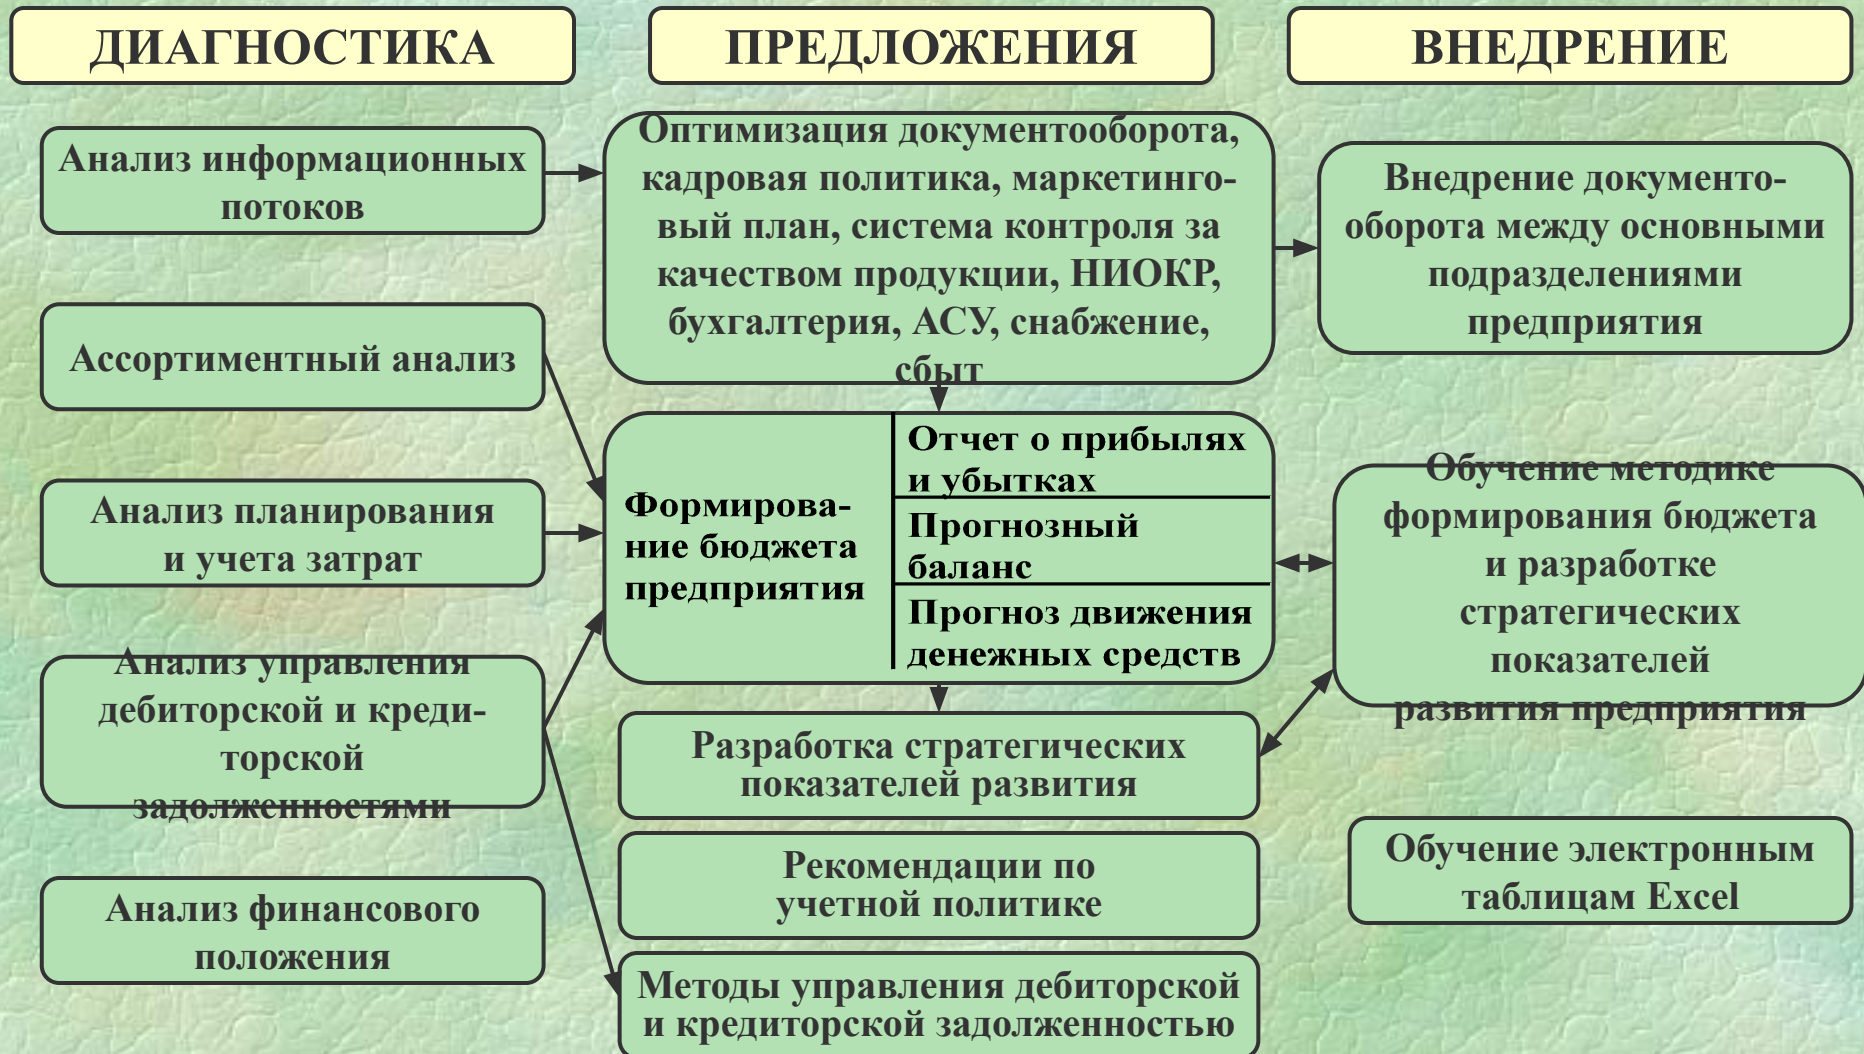 ДИАГНОСТИКА
Анализ информационных
потоков
Ассортиментный анализ
Анализ планирования
и учета затрат
Анализ управления
дебиторской и креди-
торской
задолженностями
Анализ финансового
положения
ПРЕДЛОЖЕНИЯ
Оптимизация документооборота,
кадровая политика, маркетинго-
вый план, система контроля за
качеством продукции, НИОКР,
бухгалтерия, АСУ, снабжение,
сбыт
Формирова-
ние бюджета
предприятия
Отчет о прибылях
и убытках
Прогнозный
баланс
Прогноз движения
денежных средств
Разработка стратегических
показателей развития
Рекомендации по
учетной политике
Методы управления дебиторской
и кредиторской задолженностью
ВНЕДРЕНИЕ
Внедрение документо-
оборота между основными
подразделениями
предприятия
Обучение методике
формирования бюджета
и разработке
стратегических
показателей
развития предприятия
Обучение электронным
таблицам Excel